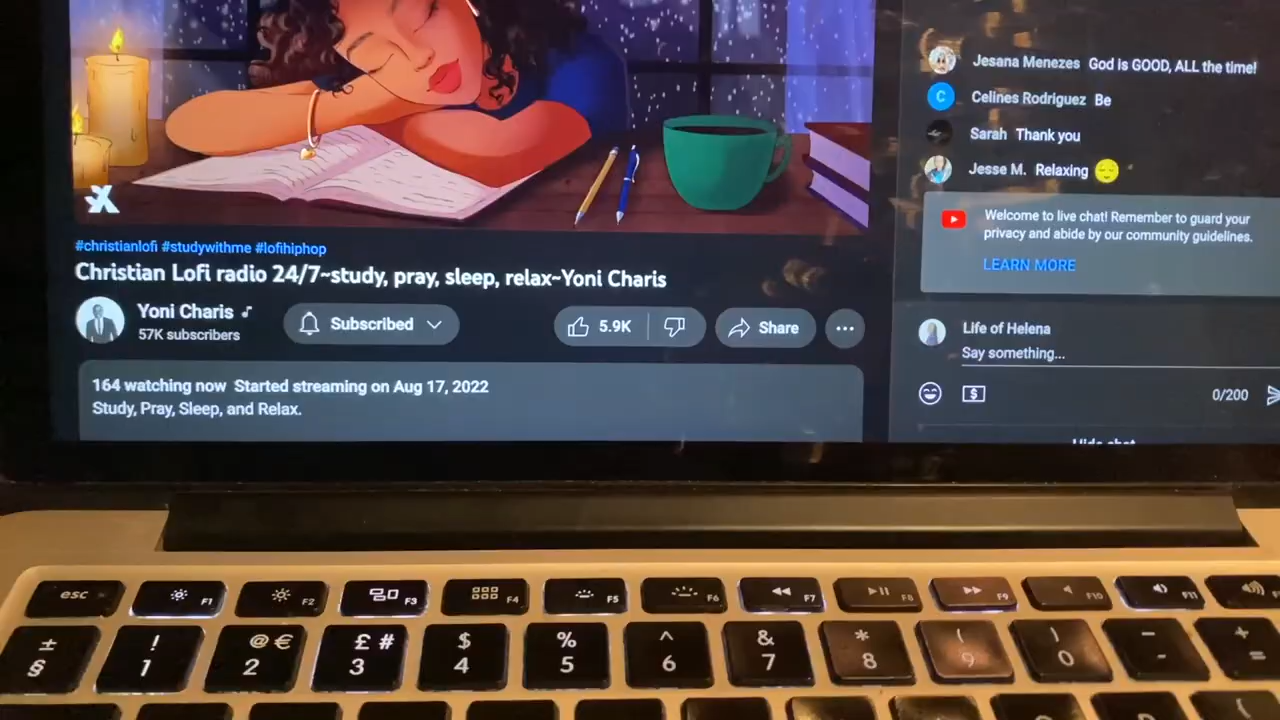 #christianlofi #studywithme #lofihiphop
Christian Lofi radio 24/7~study, pray, sleep, relax~Yoni Charis
Yoni Charis
57K subscribers
Subscribed
5.9K
Share
164 watching now Started streaming on Aug 17, 2022
Study, Pray, Sleep, and Relax.
Jesana Menezes God is GOOD, ALL the time!
C Celines Rodriguez Be
Sarah Thank you
Jesse M. Relaxing
Welcome to live chat! Remember to guard your
privacy and abide by our community guidelines.
LEARN MORE
Life of Helena
Say something...
0/200
Hide chat
esc F1 F2 F3 F4 F5 F6 F7 F8 F9 F10 F11
± ! @ € £ # $ % ^ & * ( ) - +
§ 1 2 3 4 5 6 7 8 9 0 - =